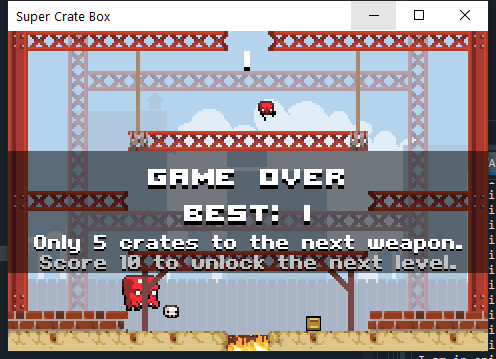 Super Crate Box
GAME OVER
BEST: 1
Only 5 crates to the next weapon.
Score 10 to unlock the next level.